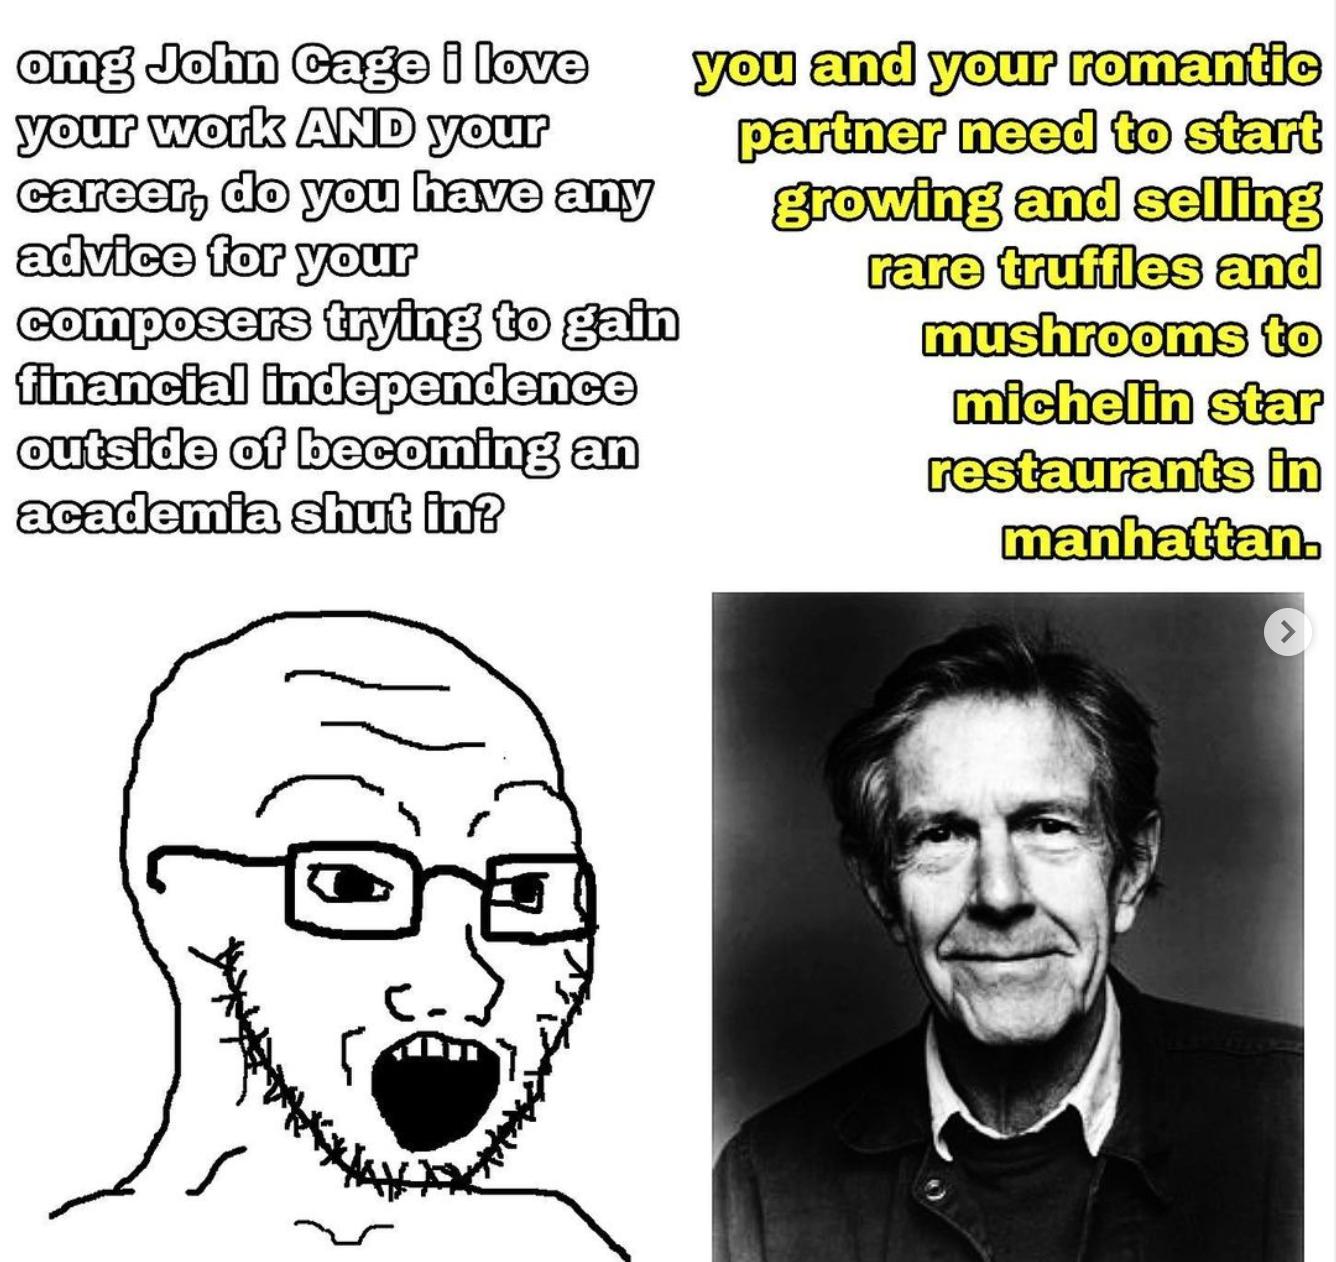 omg John Cage i love
your work AND your
career, do you have any
advice for your
composers trying to gain
financial independence
outside of becoming an
academia shut in?
you and your romantic
partner need to start
growing and selling
rare truffles and
mushrooms to
michelin star
restaurants in
manhattan.